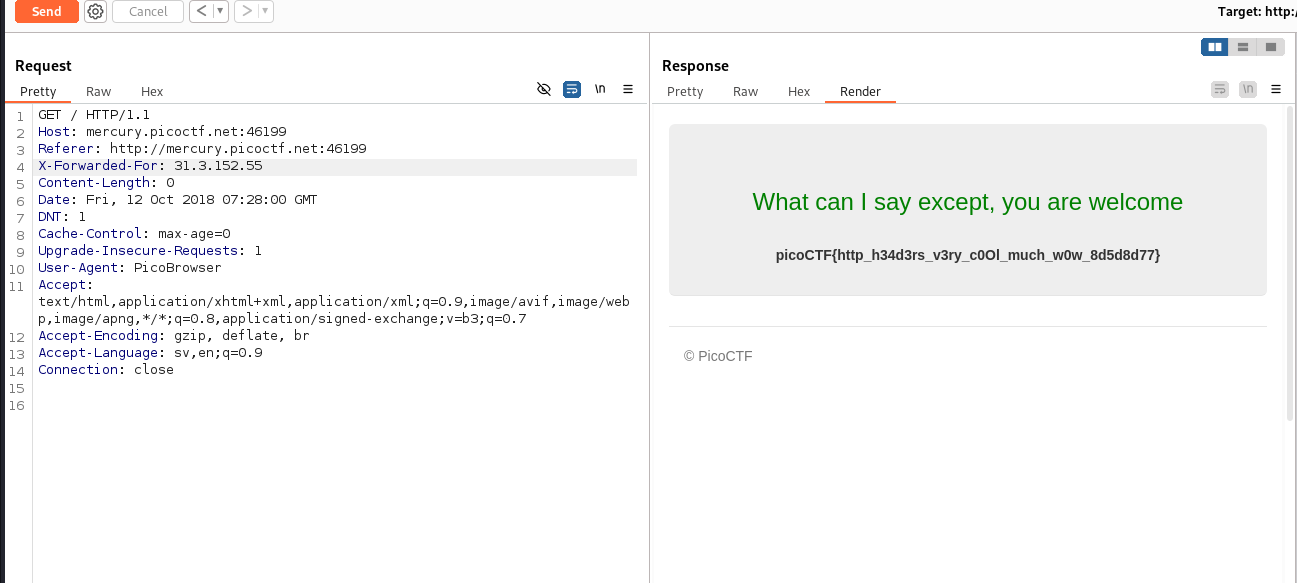 Send Cancel < ▾ > ▾ Target: http:/
Request
Pretty Raw Hex \n
1 GET / HTTP/1.1
2 Host: mercury.picoctf.net:46199
3 Referer: http://mercury.picoctf.net:46199
4 X-Forwarded-For: 31.3.152.55
5 Content-Length: 0
6 Date: Fri, 12 Oct 2018 07:28:00 GMT
7 DNT: 1
8 Cache-Control: max-age=0
9 Upgrade-Insecure-Requests: 1
10 User-Agent: PicoBrowser
11 Accept:
text/html,application/xhtml+xml,application/xml;q=0.9,image/avif,image/web
p,image/apng,*/*;q=0.8,application/signed-exchange;v=b3;q=0.7
12 Accept-Encoding: gzip, deflate, br
13 Accept-Language: sv,en;q=0.9
14 Connection: close
15
16
Response
Pretty Raw Hex Render \n
What can I say except, you are welcome
picoCTF{http_h34d3rs_v3ry_c0Ol_much_w0w_8d5d8d77}
© PicoCTF